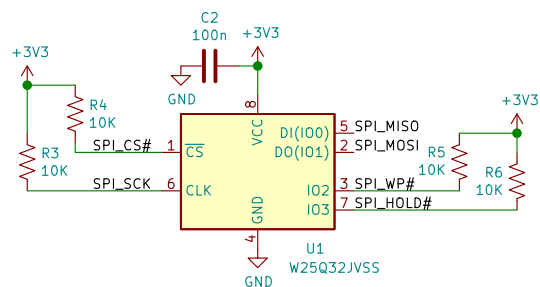 C2
100n
+3V3
+3V3
GND
+3V3
R4
10K
8
VCC
SPI_CS#
1
CS
DI(IO0)
5
SPI_MISO
DO(IO1)
2
SPI_MOSI
R3
10K
R5
10K
R6
10K
SPI_SCK
6
CLK
IO2
3
SPI_WP#
IO3
7
SPI_HOLD#
GND
4
U1
W25Q32JVSS
GND